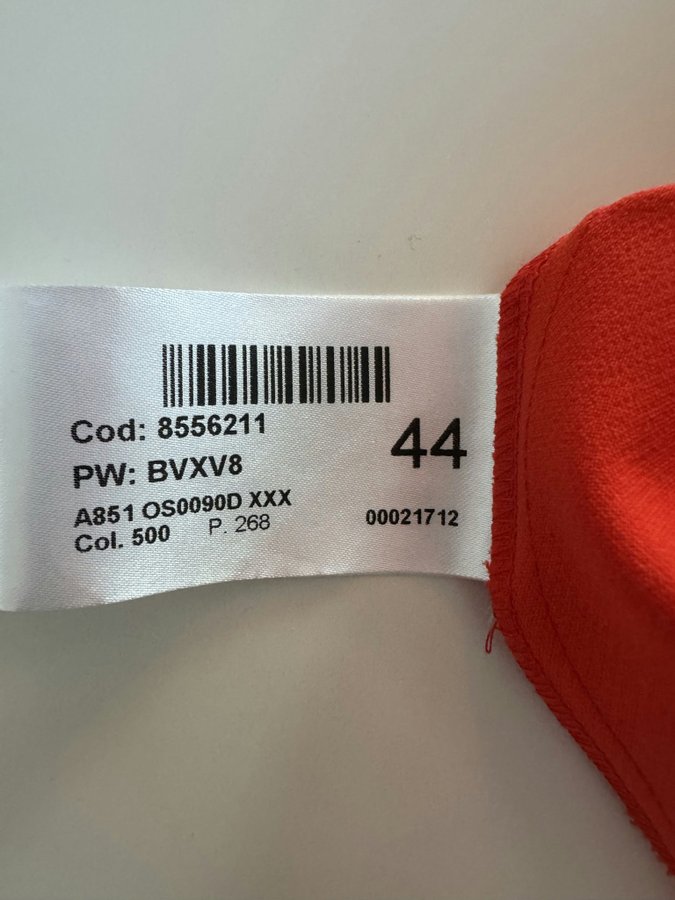 Cod: 8556211
PW: BVXV8
44
A851 OS0090D XXX
Col. 500 P. 268
00021712